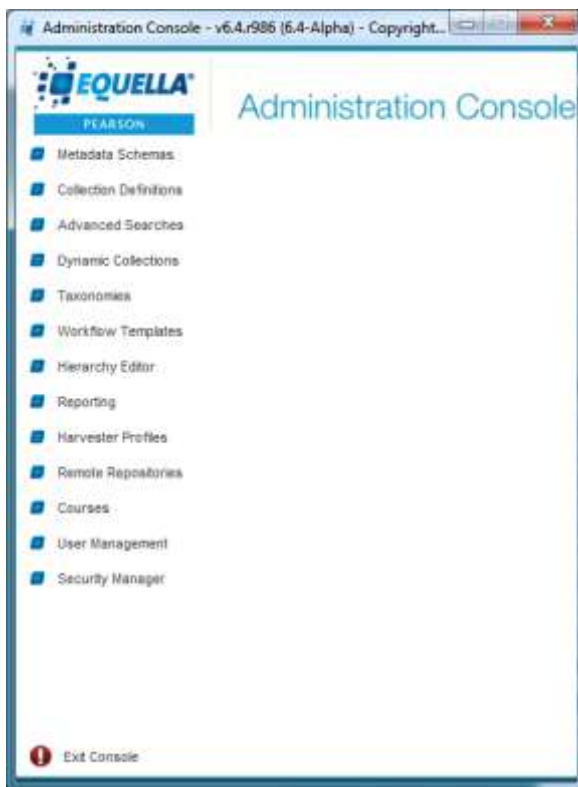 Administration Console - v6.4.r986 (6.4-Alpha) - Copyright...
EQUELLA
PEARSON
Administration Console
Metadata Schemas
Collection Definitions
Advanced Searches
Dynamic Collections
Taxonomies
Workflow Templates
Hierarchy Editor
Reporting
Harvester Profiles
Remote Repositories
Courses
User Management
Security Manager
Exit Console